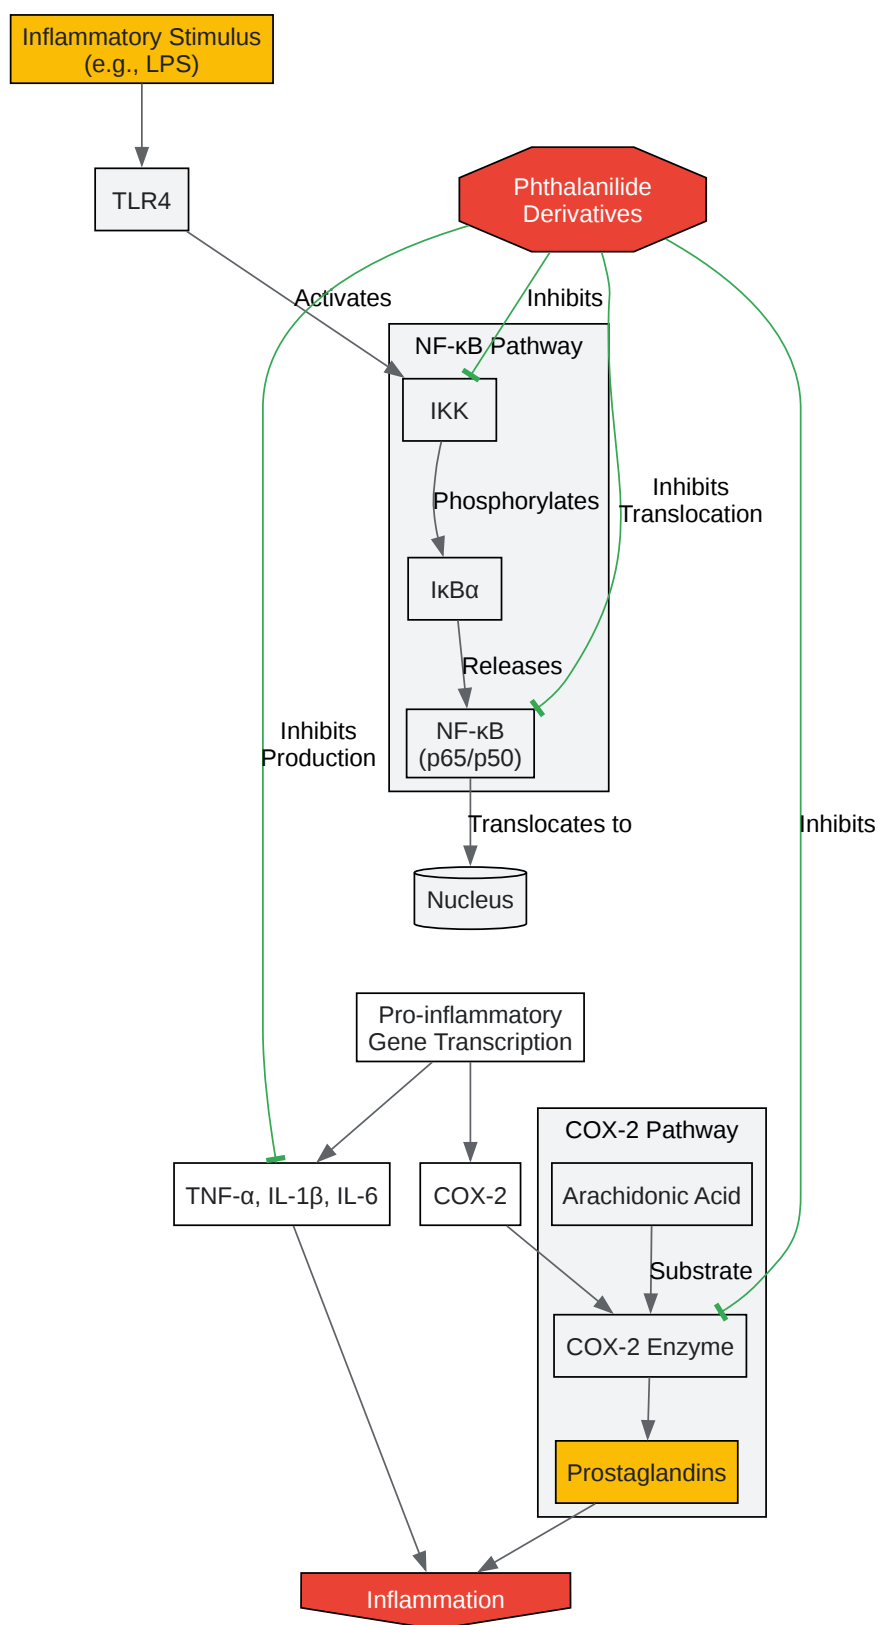 Inflammatory Stimulus
(e.g., LPS)
TLR4
Phthalanilide
Derivatives
Activates
Inhibits
NF-κB Pathway
IKK
Phosphorylates
Inhibits
Translocation
IκBα
Releases
NF-κB
(p65/p50)
Inhibits
Production
Translocates to
Inhibits
Nucleus
Pro-inflammatory
Gene Transcription
COX-2 Pathway
TNF-α, IL-1β, IL-6
COX-2
Arachidonic Acid
Substrate
COX-2 Enzyme
Prostaglandins
Inflammation